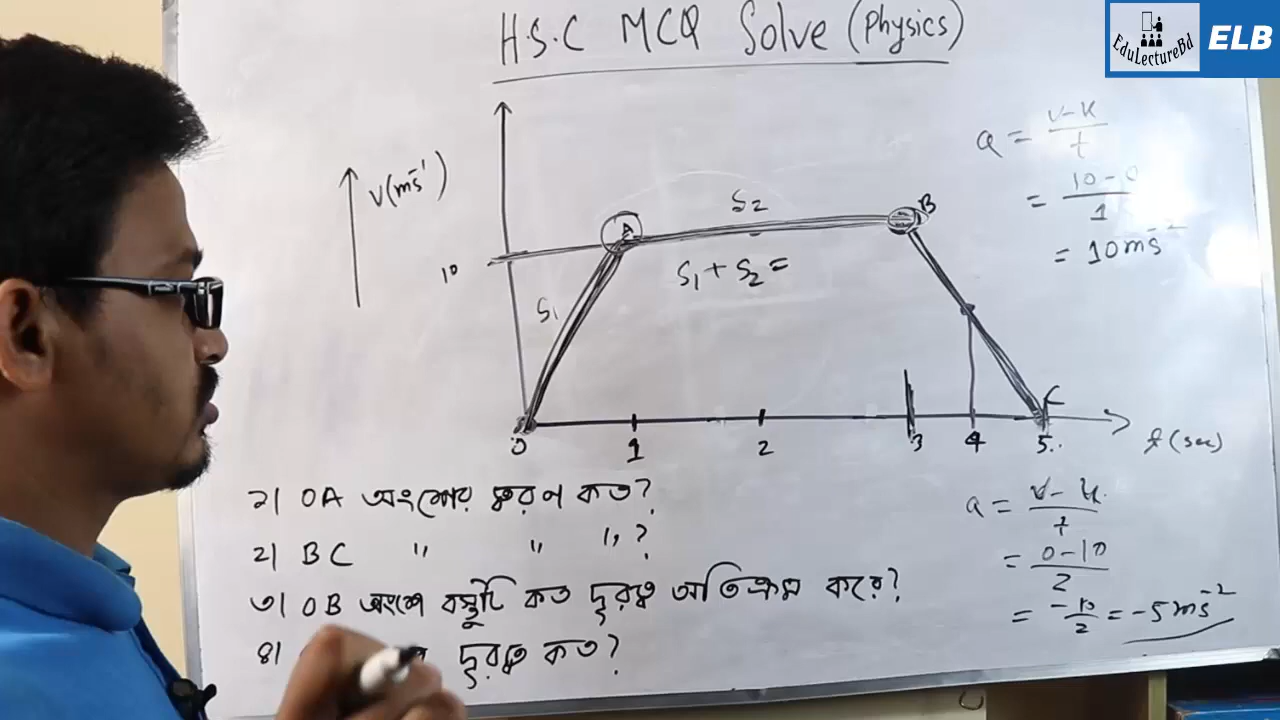 H.S.C MCQ Solve (Physics)
EduLectureBd
ELB
V(ms⁻¹)
10
A
S₂
B
S₁
S₁ + S₂ =
0 1 2 3 4 5
C
t (sec)
a = v-u/t
= 10-0/1
= 10ms⁻²
১| OA অংশের ত্বরণ কত?
২| BC " " " ?
৩| OB অংশে বস্তুটি কত দূরত্ব অতিক্রম করে?
৪| দূরত্ব কত?
a = v-u/t
= 0-10/2
= -10/2 = -5ms⁻²